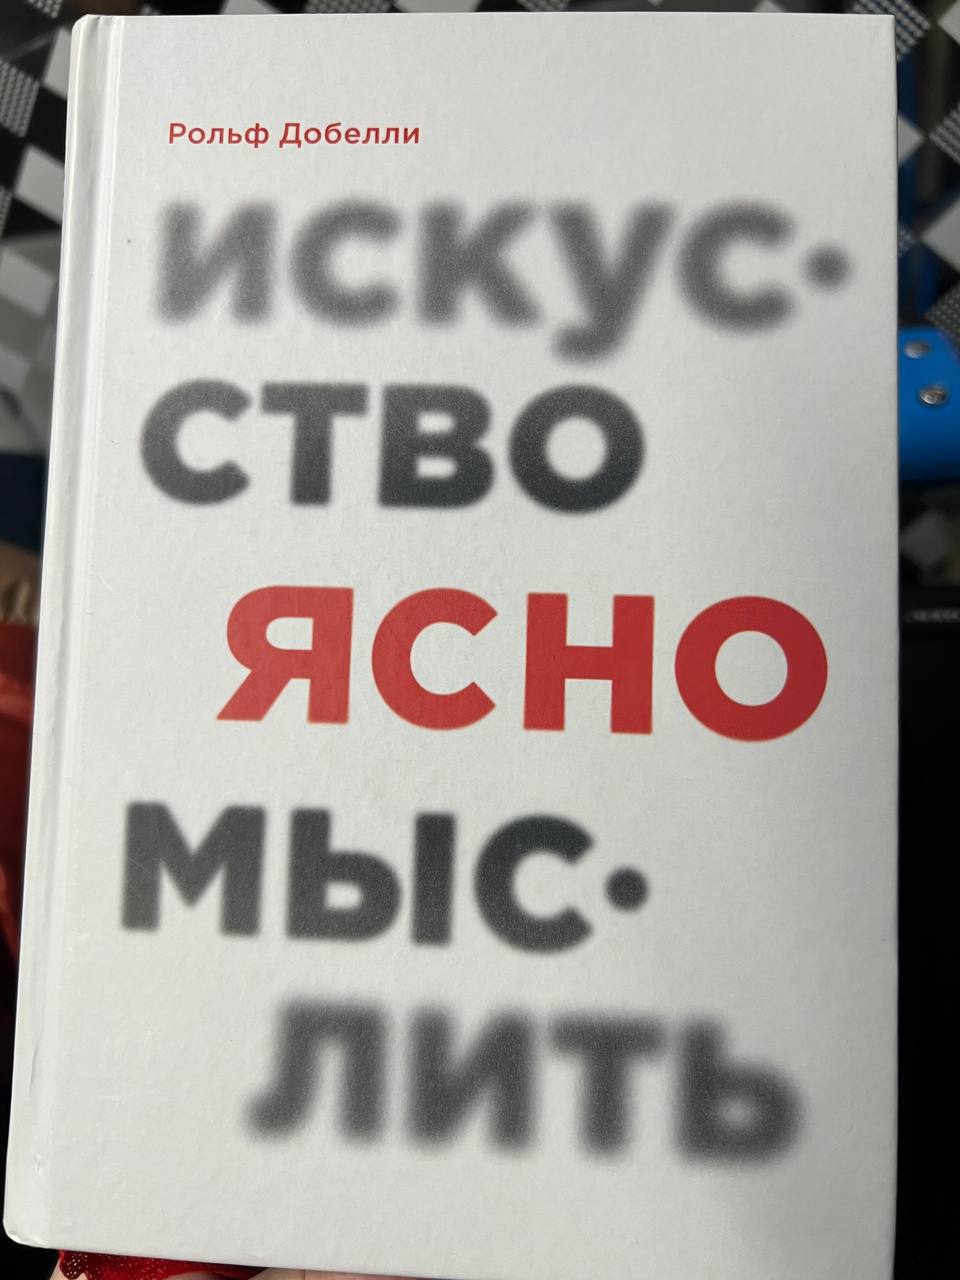 Рольф Добелли
искус·
ство
ясно
мыс·
лить